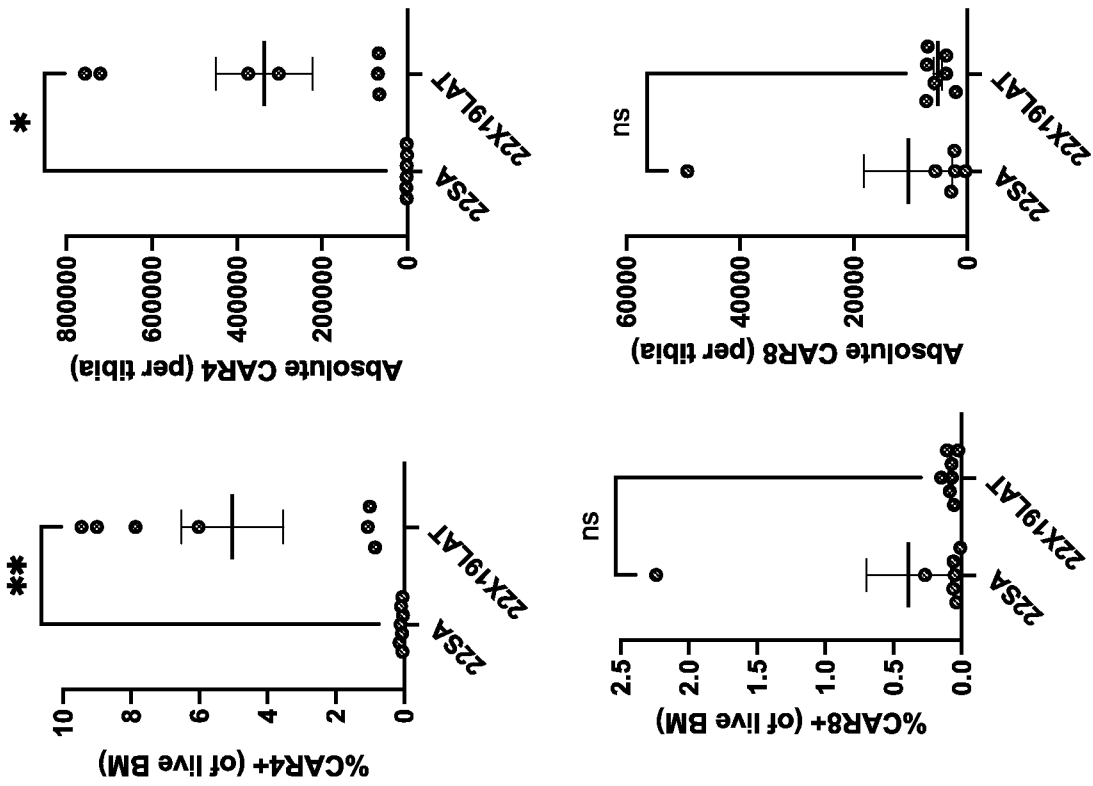 %CAR4+ (of live BM)
10
8
6
4
2
0
**
22SA
22X19LAT
Absolute CAR4 (per tibia)
800000
600000
400000
200000
0
*
22SA
22X19LAT
%CAR8+ (of live BM)
2.5
2.0
1.5
1.0
0.5
0.0
ns
22SA
22X19LAT
Absolute CAR8 (per tibia)
60000
40000
20000
0
ns
22SA
22X19LAT